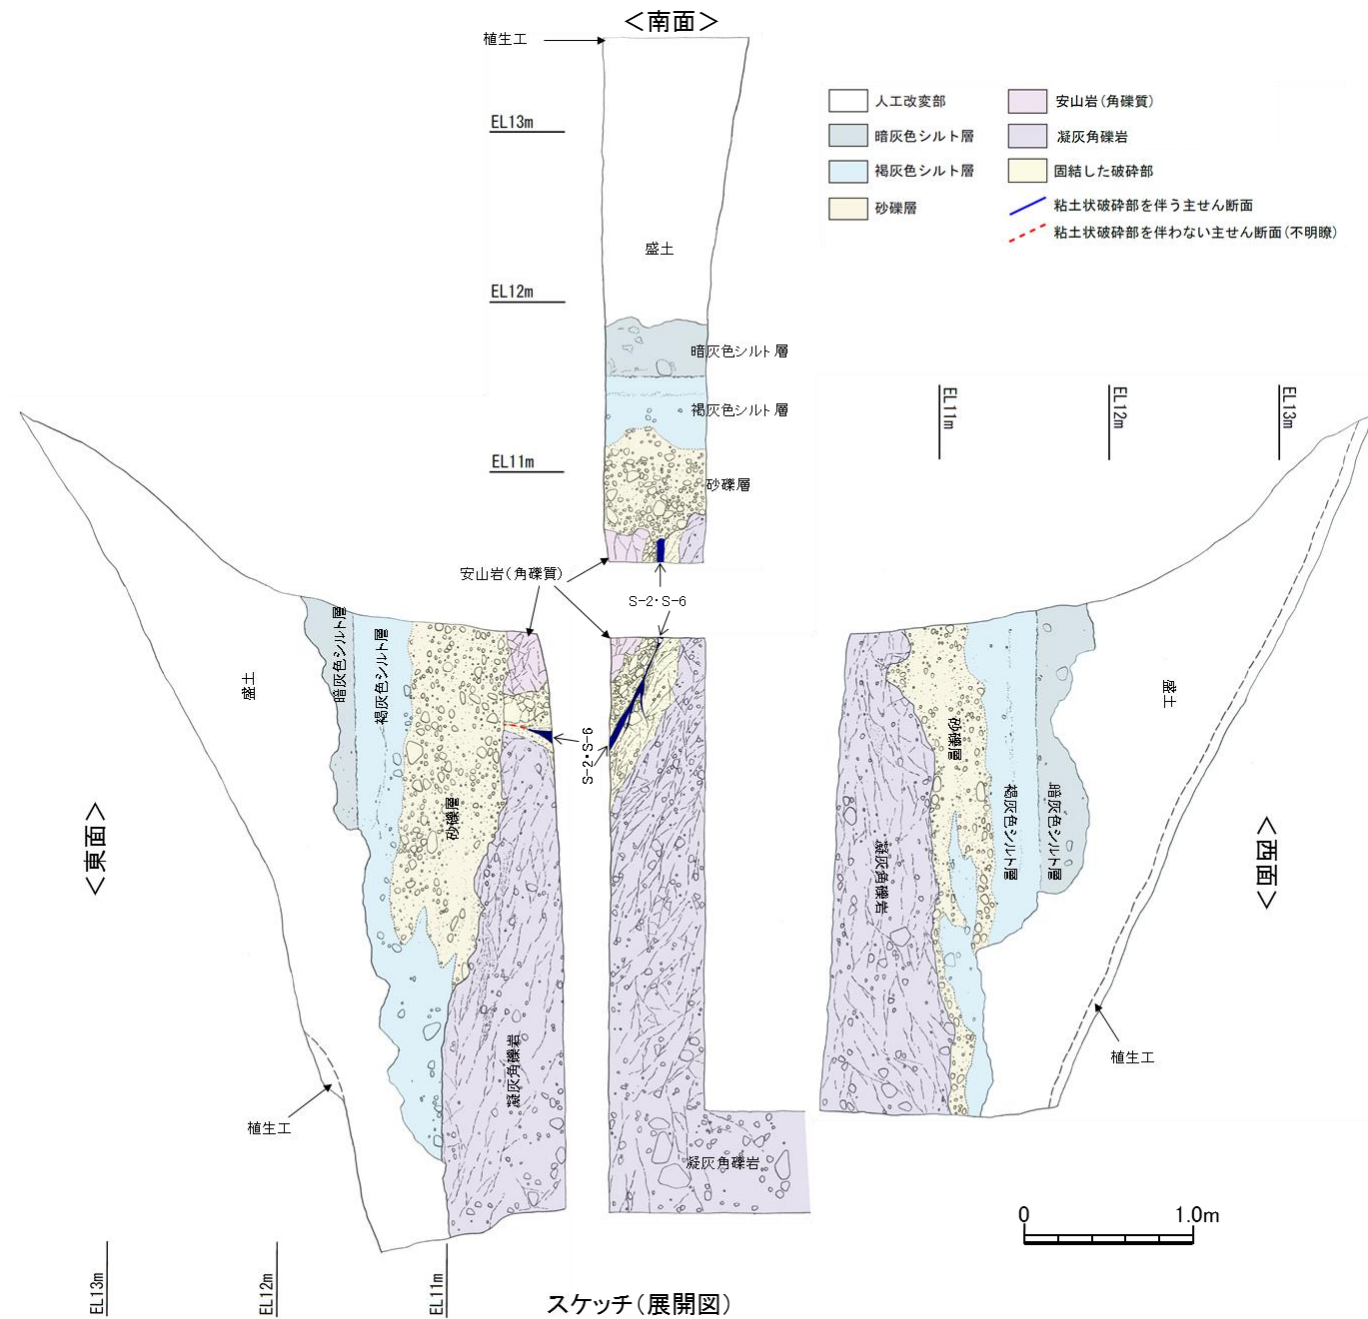 <南面>
植生工
EL13m
盛土
EL12m
暗灰色シルト層
褐灰色シルト層
EL11m
砂礫層
安山岩(角礫質)
S-2・S-6
人工改変部
暗灰色シルト層
褐灰色シルト層
砂礫層
安山岩(角礫質)
凝灰角礫岩
固結した破砕部
粘土状破砕部を伴う主せん断面
粘土状破砕部を伴わない主せん断面(不明瞭)
EL11m
EL12m
EL13m
<東面>
盛土
暗灰色シルト層
褐灰色シルト層
砂礫層
凝灰角礫岩
植生工
EL13m
EL12m
EL11m
S-2・S-6
凝灰角礫岩
凝灰角礫岩
砂礫層
褐灰色シルト層
暗灰色シルト層
盛土
<西面>
植生工
0 1.0m
スケッチ(展開図)